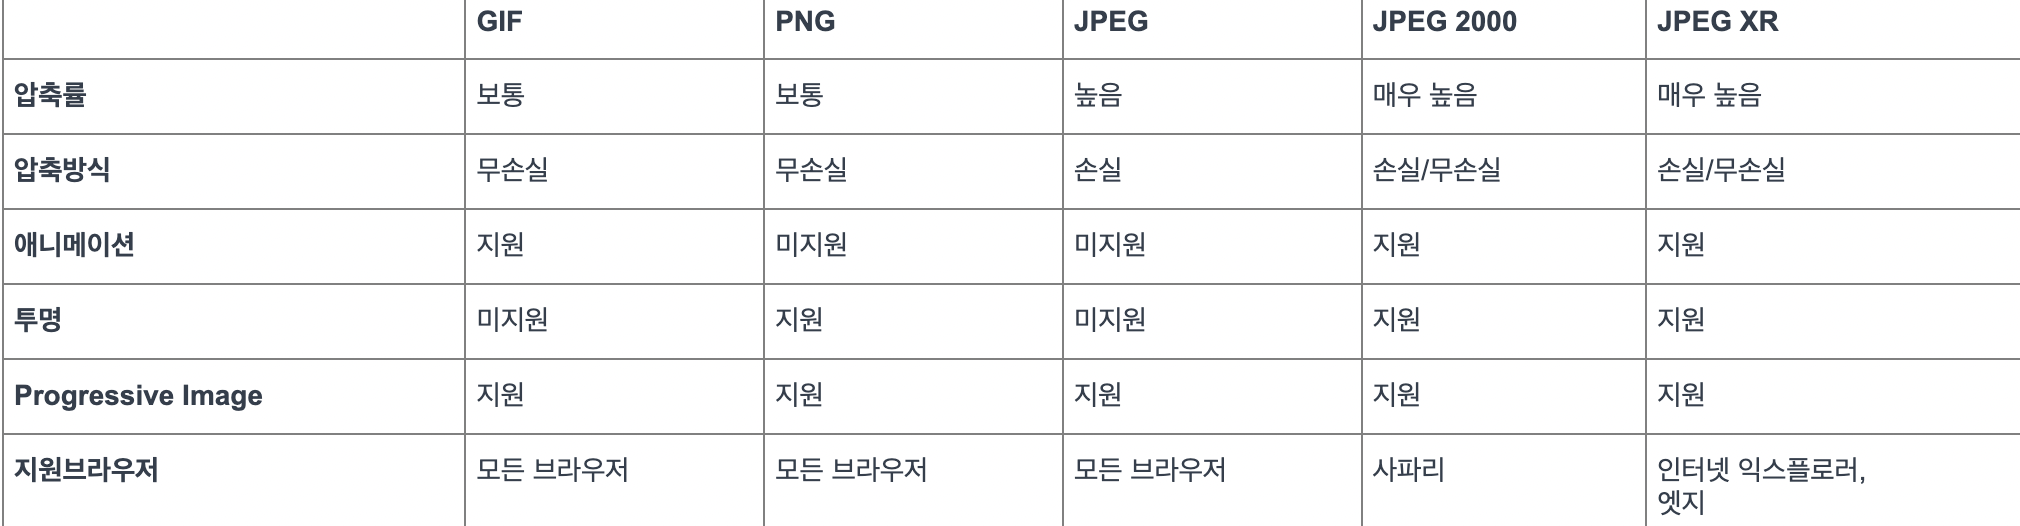 GIF PNG JPEG JPEG 2000 JPEG XR
압축률 보통 보통 높음 매우 높음 매우 높음
압축방식 무손실 무손실 손실 손실/무손실 손실/무손실
애니메이션 지원 미지원 미지원 지원 지원
투명 미지원 지원 미지원 지원 지원
Progressive Image 지원 지원 지원 지원 지원
지원브라우저 모든 브라우저 모든 브라우저 모든 브라우저 사파리 인터넷 익스플로러,
엣지